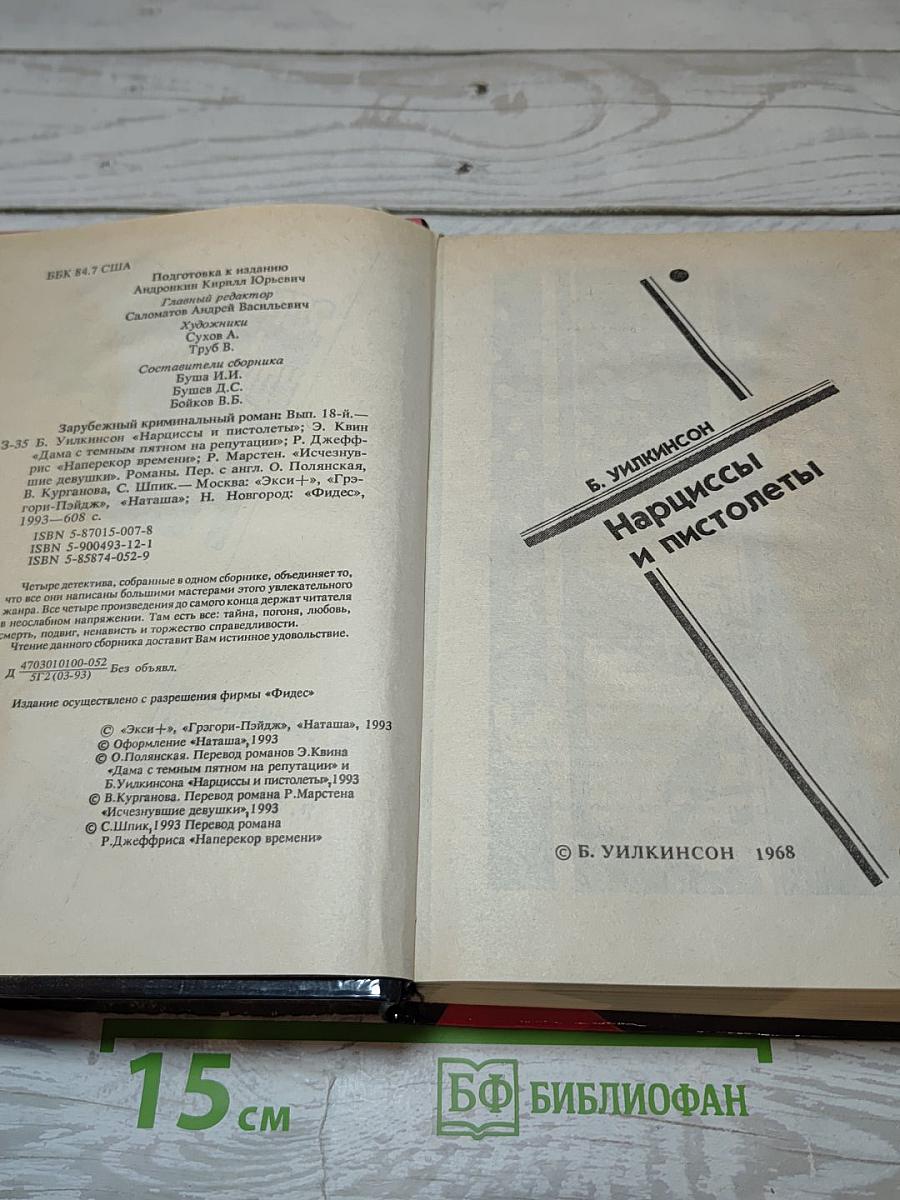 ББК 84.7 США
Подготовка к изданию
Андронкин Кирилл Юрьевич
Главный редактор
Саломатов Андрей Васильевич
Художники
Сухов А.
Труб В.
Составители сборника
Буша И.И.
Бушев Д.С.
Бойков В.Б.
Зарубежный криминальный роман: Вып. 18-й.—
З-35 Б. Уилкинсон «Нарциссы и пистолеты»; Э. Квин
«Дама с темным пятном на репутации»; Р. Джефф-
рис «Наперекор времени»; Р. Марстен. «Исчезнув-
шие девушки». Романы. Пер. с англ. О. Полянская,
В. Курганова, С. Шпик.— Москва: «Экси+», «Грэ-
гори-Пэйдж», «Наташа»; Н. Новгород: «Фидес»,
1993—608 с.
ISBN 5-87015-007-8
ISBN 5-900493-12-1
ISBN 5-85874-052-9
Четыре детектива, собранные в одном сборнике, объединяет то,
что все они написаны большими мастерами этого увлекательного
жанра. Все четыре произведения до самого конца держат читателя
в неослабном напряжении. Там есть все: тайна, погоня, любовь,
смерть, подвиг, ненависть и торжество справедливости.
Чтение данного сборника доставит Вам истинное удовольствие.
Д 4703010100-052 Без объявл.
5Г2(03-93)
Издание осуществлено с разрешения фирмы «Фидес»
© «Экси+», «Грэгори-Пэйдж», «Наташа», 1993
© Оформление «Наташа», 1993
© О.Полянская. Перевод романов Э.Квина
«Дама с темным пятном на репутации» и
Б.Уилкинсона «Нарциссы и пистолеты», 1993
© В.Курганова. Перевод романа Р.Марстена
«Исчезнувшие девушки», 1993
© С.Шпик, 1993 Перевод романа
Р.Джеффриса «Наперекор времени»
Б. УИЛКИНСОН
Нарциссы
и пистолеты
© Б. УИЛКИНСОН 1968
15 см
БФ БИБЛИОФАН